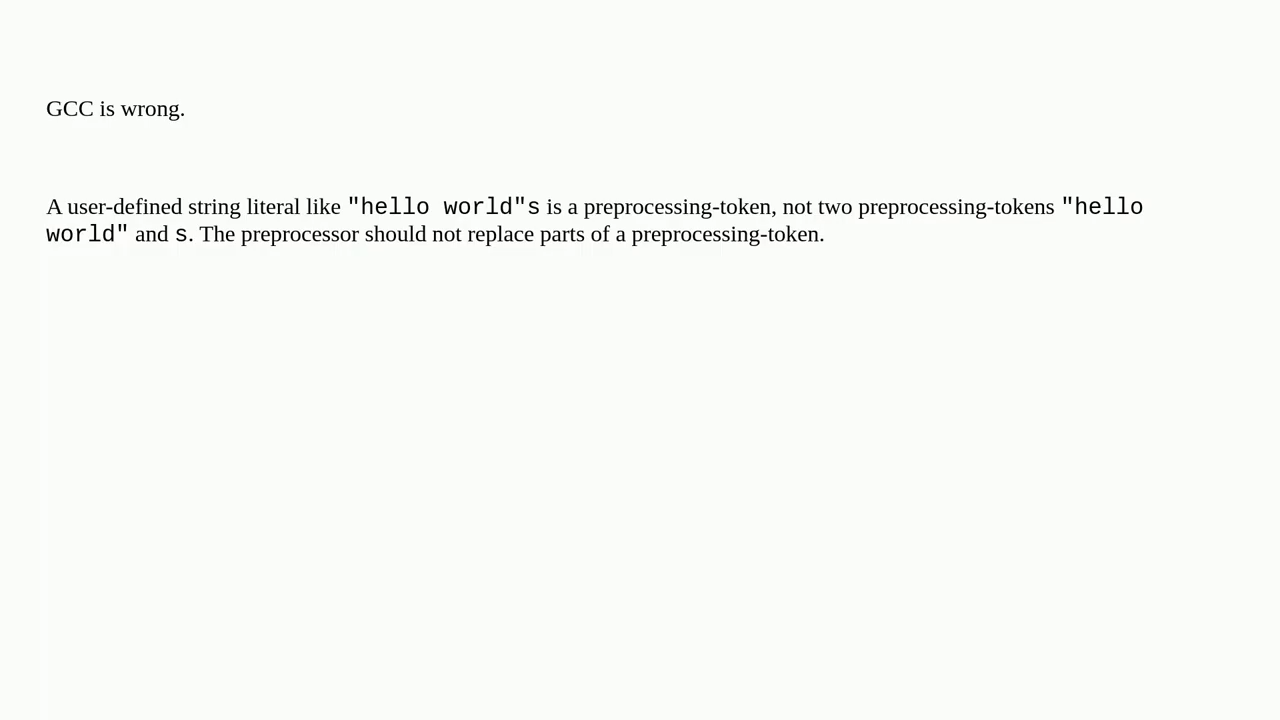 GCC is wrong.
A user-defined string literal like "hello world"s is a preprocessing-token, not two preprocessing-tokens "hello
world" and s. The preprocessor should not replace parts of a preprocessing-token.